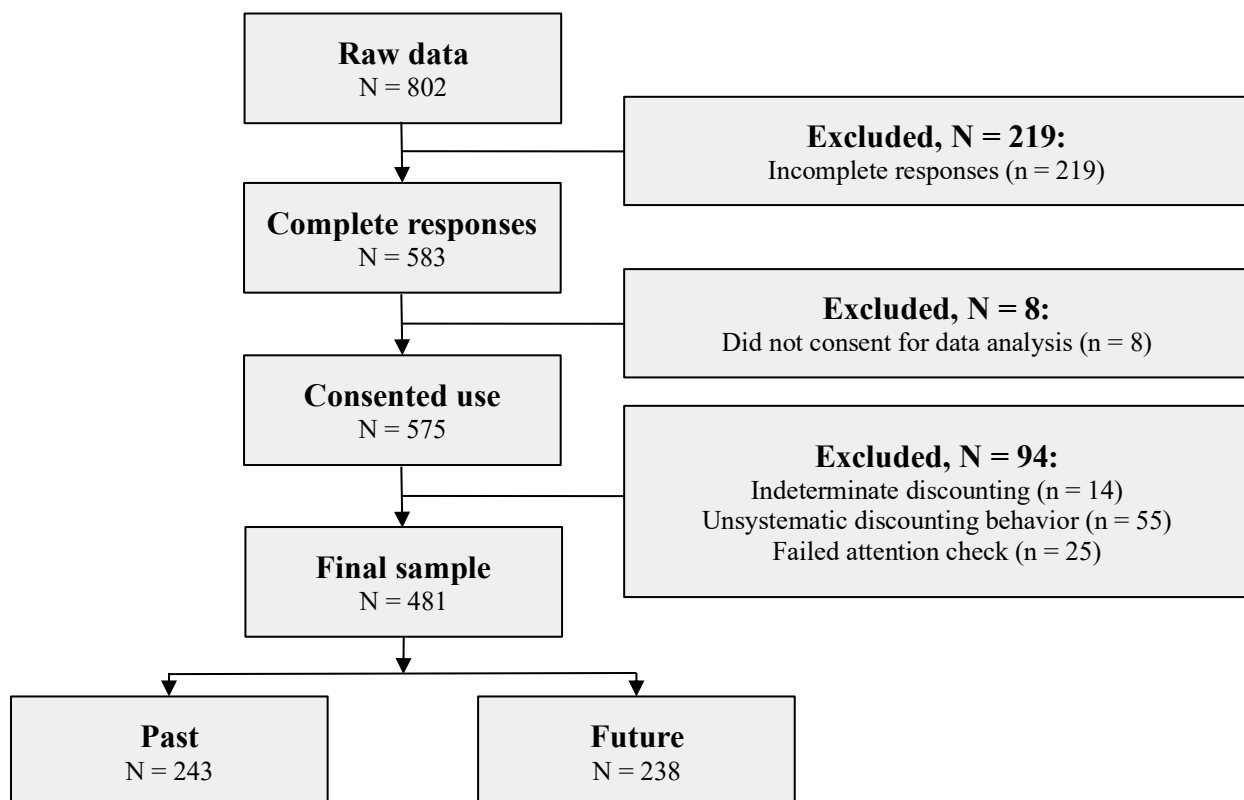 Raw data
N = 802
Excluded, N = 219:
Incomplete responses (n = 219)
Complete responses
N = 583
Excluded, N = 8:
Did not consent for data analysis (n = 8)
Consented use
N = 575
Excluded, N = 94:
Indeterminate discounting (n = 14)
Unsystematic discounting behavior (n = 55)
Failed attention check (n = 25)
Final sample
N = 481
Past
N = 243
Future
N = 238